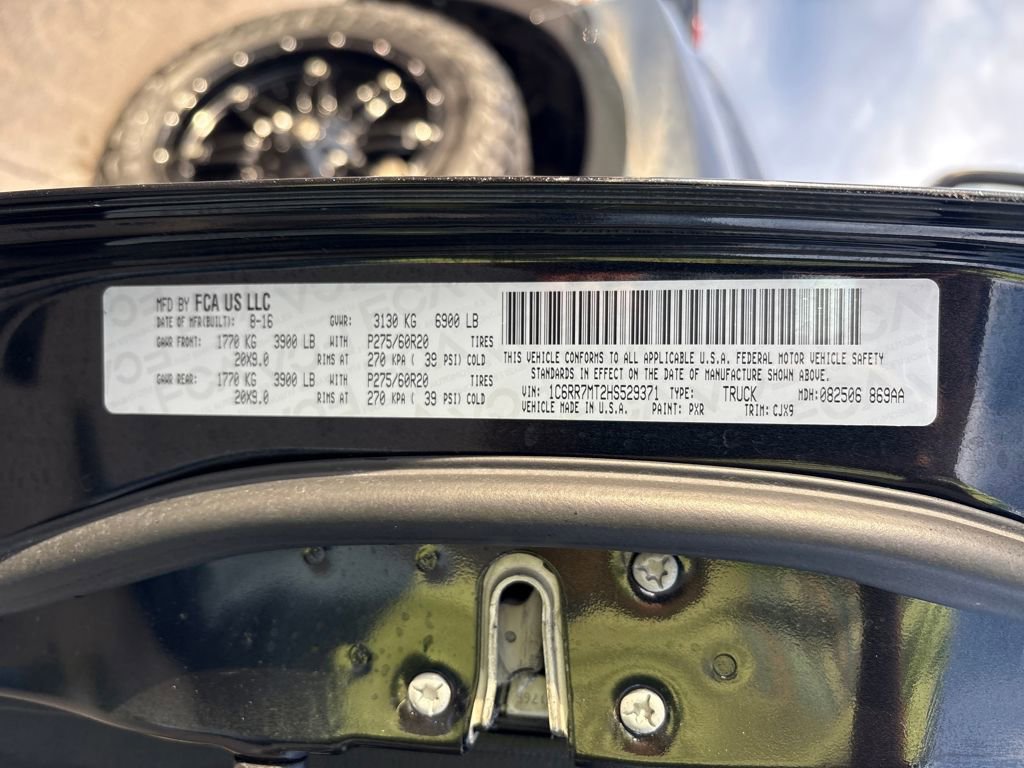 MFD BY FCA US LLC
DATE OF MFR(BUILT): 8-16 GVWR: 3130 KG 6900 LB
GAWR FRONT: 1770 KG 3900 LB WITH P275/60R20 TIRES
20X9.0 RIMS AT 270 KPA ( 39 PSI) COLD
GAWR REAR: 1770 KG 3900 LB WITH P275/60R20 TIRES
20X9.0 RIMS AT 270 KPA ( 39 PSI) COLD
THIS VEHICLE CONFORMS TO ALL APPLICABLE U.S.A. FEDERAL MOTOR VEHICLE SAFETY
STANDARDS IN EFFECT ON THE DATE OF MANUFACTURE SHOWN ABOVE.
VIN: 1C6RR7MT2HS529371 TYPE: TRUCK MDH: 082506 869AA
VEHICLE MADE IN U.S.A. PAINT: PXR TRIM: CJX9